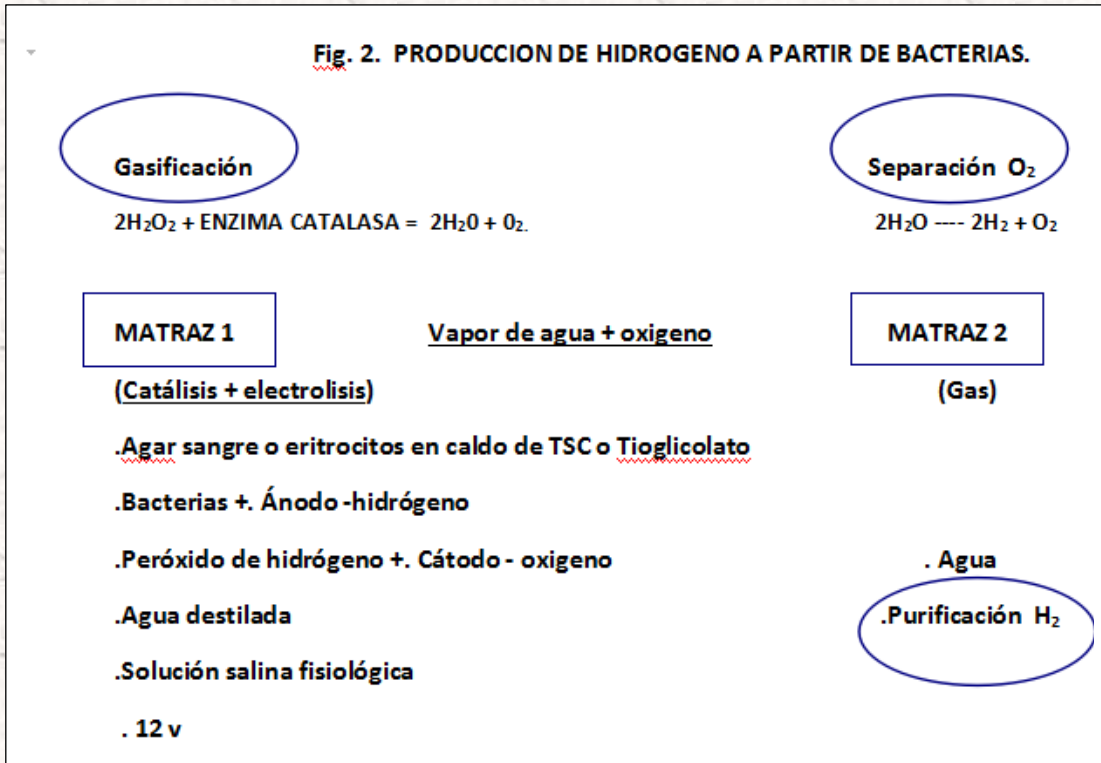 Fig. 2. PRODUCCION DE HIDROGENO A PARTIR DE BACTERIAS.
Gasificación Separación O₂
2H₂O₂ + ENZIMA CATALASA = 2H₂0 + 0₂. 2H₂O ---- 2H₂ + O₂
MATRAZ 1 Vapor de agua + oxigeno MATRAZ 2
(Catálisis + electrolisis) (Gas)
.Agar sangre o eritrocitos en caldo de TSC o Tioglicolato
.Bacterias +. Ánodo -hidrógeno
.Peróxido de hidrógeno +. Cátodo - oxigeno . Agua
.Agua destilada .Purificación H₂
.Solución salina fisiológica
. 12 v